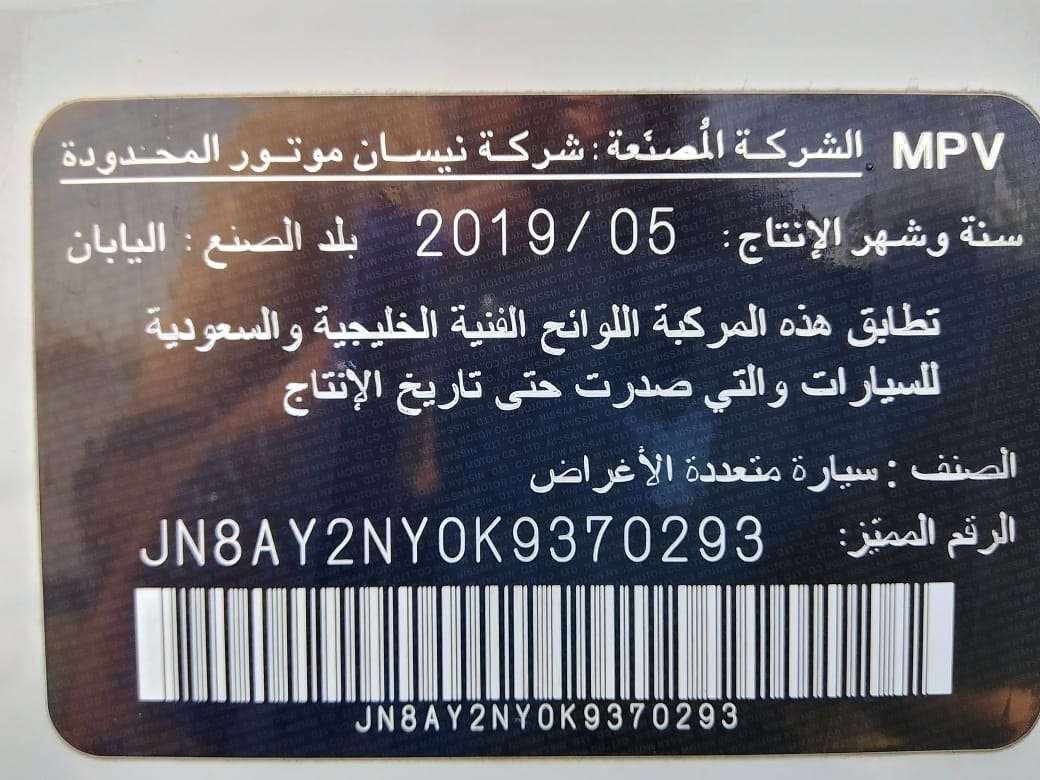 MPV الشركة المُصنَعة: شركة نيسان موتور المحدودة
سنة وشهر الإنتاج: 2019/05 بلد الصنع: اليابان
تطابق هذه المركبة اللوائح الفنية الخليجية والسعودية
للسيارات والتي صدرت حتى تاريخ الإنتاج
الصنف: سيارة متعددة الأغراض
الرقم المميّز: JN8AY2NY0K9370293
JN8AY2NY0K9370293